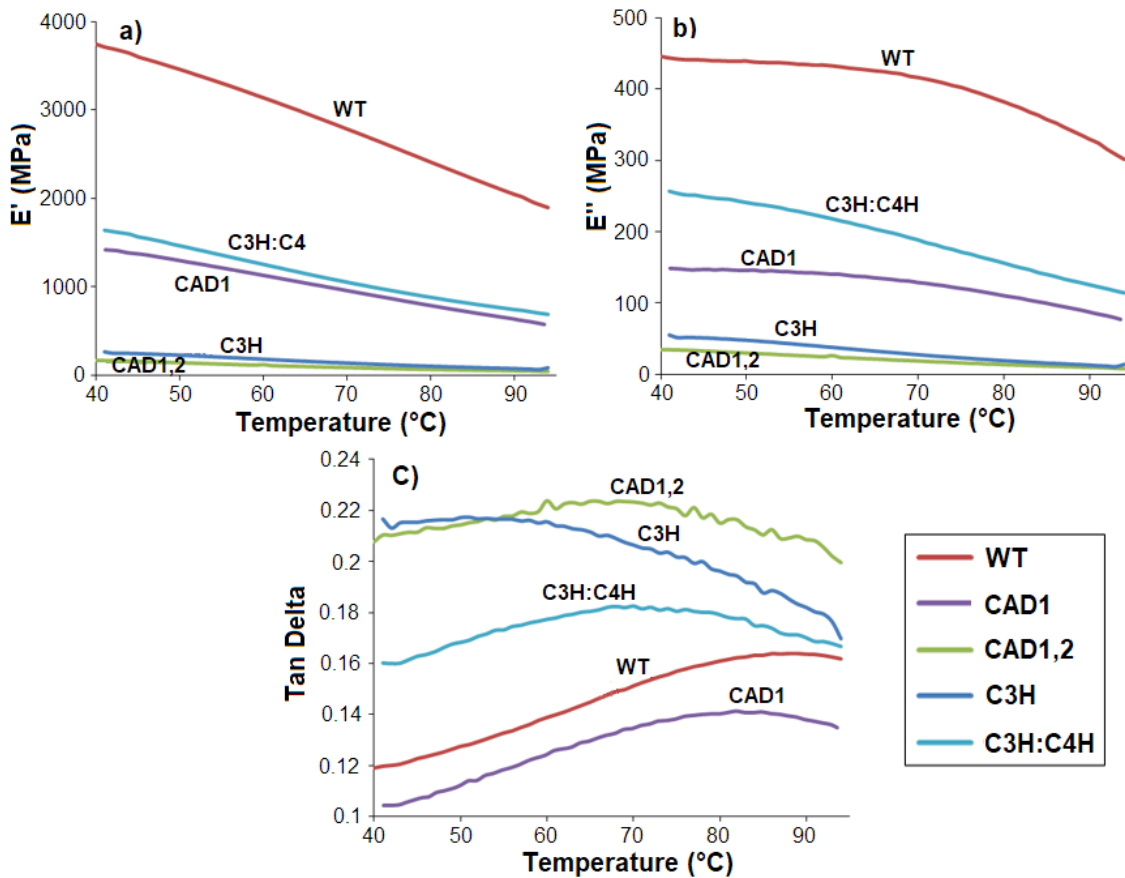 a)
4000
3000
2000
1000
0
E' (MPa)
WT
C3H:C4
CAD1
C3H
CAD1,2
40 50 60 70 80 90
Temperature (°C)
b)
500
400
300
200
100
0
E'' (MPa)
WT
C3H:C4H
CAD1
C3H
CAD1,2
40 50 60 70 80 90
Temperature (°C)
C)
0.24
0.22
0.2
0.18
0.16
0.14
0.12
0.1
Tan Delta
CAD1,2
C3H
C3H:C4H
WT
CAD1
40 50 60 70 80 90
Temperature (°C)
WT
CAD1
CAD1,2
C3H
C3H:C4H